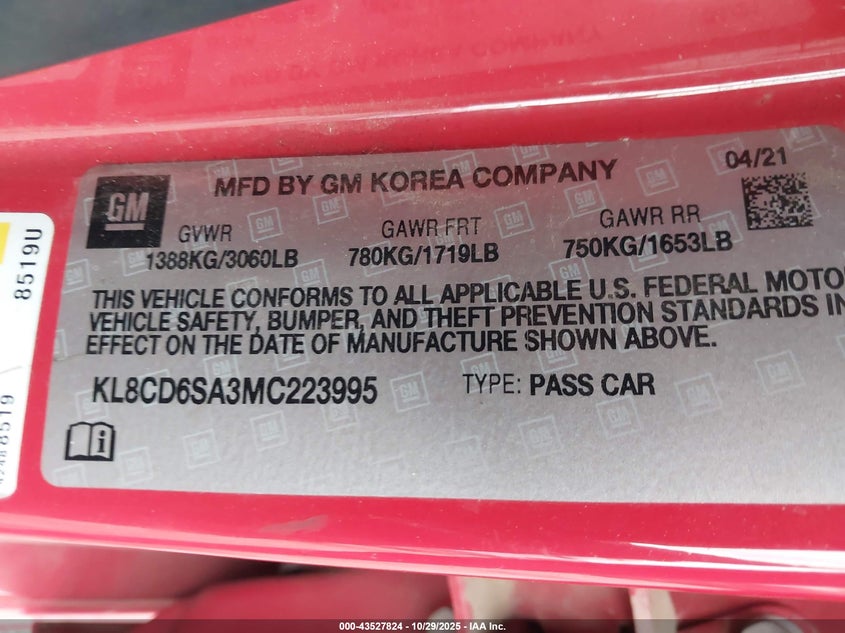 MFD BY GM KOREA COMPANY
04/21
GM
GVWR
1388KG/3060LB
GAWR FRT
780KG/1719LB
GAWR RR
750KG/1653LB
THIS VEHICLE CONFORMS TO ALL APPLICABLE U.S. FEDERAL MOTO
VEHICLE SAFETY, BUMPER, AND THEFT PREVENTION STANDARDS IN
EFFECT ON THE DATE OF MANUFACTURE SHOWN ABOVE.
KL8CD6SA3MC223995
TYPE: PASS CAR
8519U
42488519
000-43527824 | 10/29/2025 | IAA Inc.